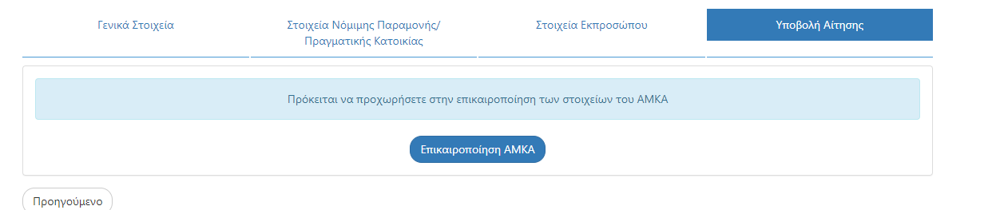 Γενικά Στοιχεία
Στοιχεία Νόμιμης Παραμονής/
Πραγματικής Κατοικίας
Στοιχεία Εκπροσώπου
Υποβολή Αίτησης
Πρόκειται να προχωρήσετε στην επικαιροποίηση των στοιχείων του ΑΜΚΑ
Επικαιροποίηση ΑΜΚΑ
Προηγούμενο